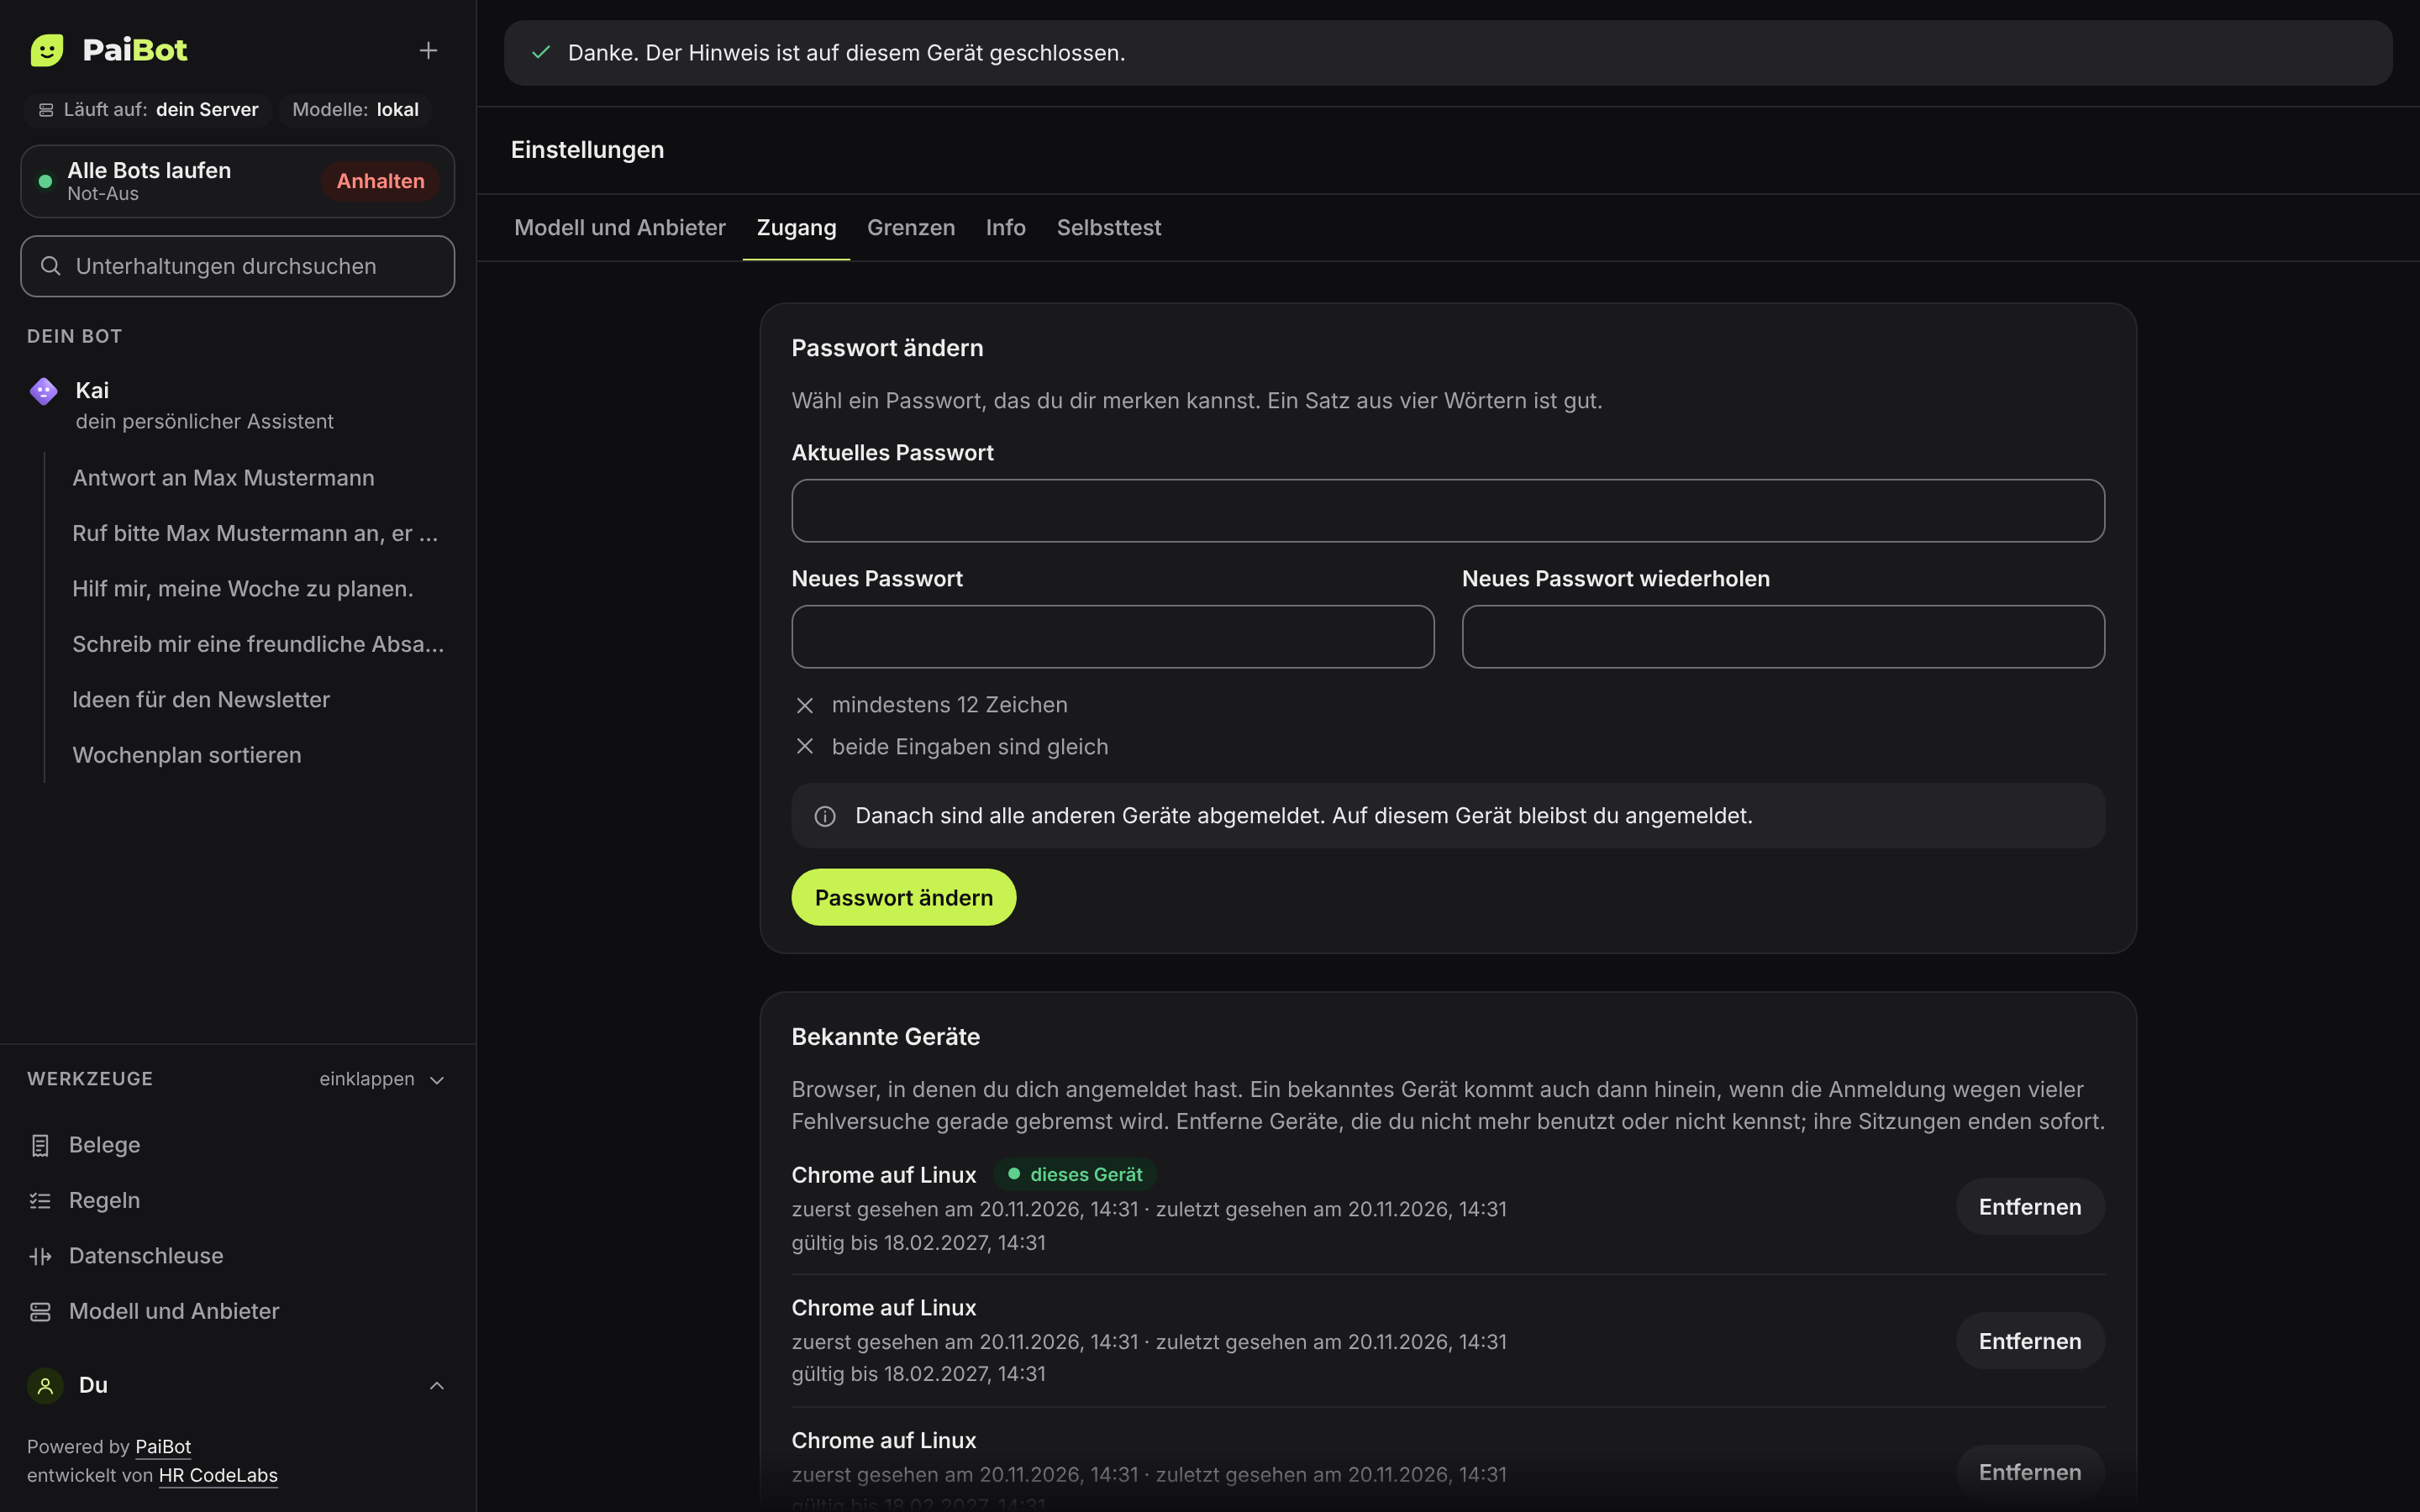 PaiBot
Läuft auf: dein Server
Modelle: lokal
Alle Bots laufen
Not-Aus
Anhalten
Unterhaltungen durchsuchen
DEIN BOT
Kai
dein persönlicher Assistent
Antwort an Max Mustermann
Ruf bitte Max Mustermann an, er ...
Hilf mir, meine Woche zu planen.
Schreib mir eine freundliche Absa...
Ideen für den Newsletter
Wochenplan sortieren
WERKZEUGE
einklappen
Belege
Regeln
Datenschleuse
Modell und Anbieter
Du
Powered by PaiBot
entwickelt von HR CodeLabs
Danke. Der Hinweis ist auf diesem Gerät geschlossen.
Einstellungen
Modell und Anbieter
Zugang
Grenzen
Info
Selbsttest
Passwort ändern
Wähl ein Passwort, das du dir merken kannst. Ein Satz aus vier Wörtern ist gut.
Aktuelles Passwort
Neues Passwort
Neues Passwort wiederholen
mindestens 12 Zeichen
beide Eingaben sind gleich
Danach sind alle anderen Geräte abgemeldet. Auf diesem Gerät bleibst du angemeldet.
Passwort ändern
Bekannte Geräte
Browser, in denen du dich angemeldet hast. Ein bekanntes Gerät kommt auch dann hinein, wenn die Anmeldung wegen vieler
Fehlversuche gerade gebremst wird. Entferne Geräte, die du nicht mehr benutzt oder nicht kennst; ihre Sitzungen enden sofort.
Chrome auf Linux
dieses Gerät
zuerst gesehen am 20.11.2026, 14:31 · zuletzt gesehen am 20.11.2026, 14:31
gültig bis 18.02.2027, 14:31
Entfernen
Chrome auf Linux
zuerst gesehen am 20.11.2026, 14:31 · zuletzt gesehen am 20.11.2026, 14:31
gültig bis 18.02.2027, 14:31
Entfernen
Chrome auf Linux
zuerst gesehen am 20.11.2026, 14:31 · zuletzt gesehen am 20.11.2026, 14:31
gültig bis 18.02.2027, 14:31
Entfernen